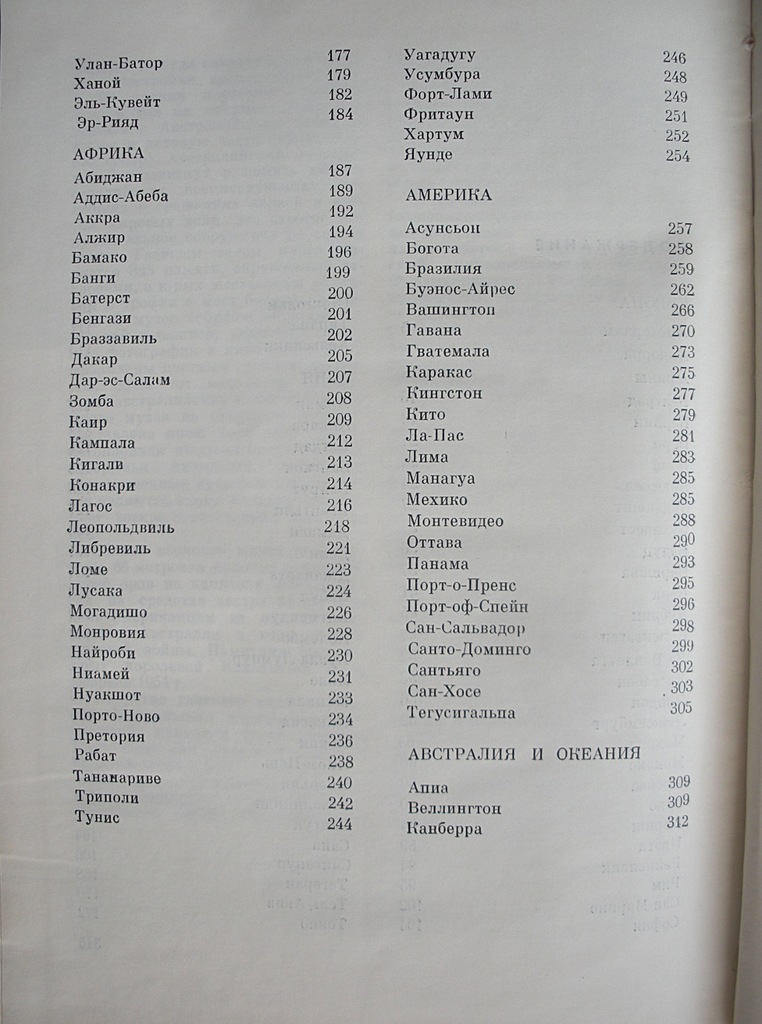 Улан-Батор 177
Ханой 179
Эль-Кувейт 182
Эр-Рияд 184
АФРИКА
Абиджан 187
Аддис-Абеба 189
Аккра 192
Алжир 194
Бамако 196
Банги 199
Батерст 200
Бенгази 201
Браззавиль 202
Дакар 205
Дар-эс-Салам 207
Зомба 208
Каир 209
Кампала 212
Кигали 213
Конакри 214
Лагос 216
Леопольдвиль 218
Либревиль 221
Ломе 223
Лусака 224
Могадишо 226
Монровия 228
Найроби 230
Ниамей 231
Нуакшот 233
Порто-Ново 234
Претория 236
Рабат 238
Тананариве 240
Триполи 242
Тунис 244
Уагадугу 246
Усумбура 248
Форт-Лами 249
Фритаун 251
Хартум 252
Яунде 254
АМЕРИКА
Асунсьон 257
Богота 258
Бразилия 259
Буэнос-Айрес 262
Вашингтон 266
Гавана 270
Гватемала 273
Каракас 275
Кингстон 277
Кито 279
Ла-Пас 281
Лима 283
Манагуа 285
Мехико 285
Монтевидео 288
Оттава 290
Панама 293
Порт-о-Пренс 295
Порт-оф-Спейн 296
Сан-Сальвадор 298
Санто-Доминго 299
Сантьяго 302
Сан-Хосе 303
Тегусигальпа 305
АВСТРАЛИЯ И ОКЕАНИЯ
Апиа 309
Веллингтон 309
Канберра 312